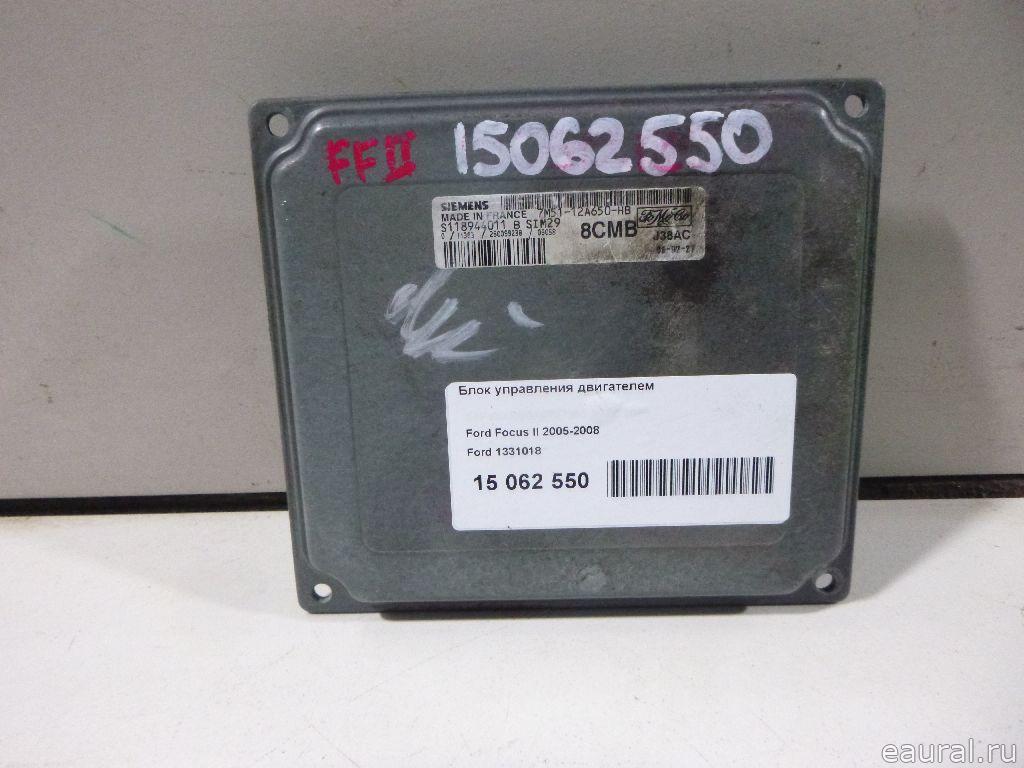 FF II 15062550
SIEMENS
MADE IN FRANCE 7M51-12A650-HB
S118944011 B SIM29 8CMB FoMoCo
J38AC
Блок управления двигателем
Ford Focus II 2005-2008
Ford 1331018
15 062 550
eaural.ru